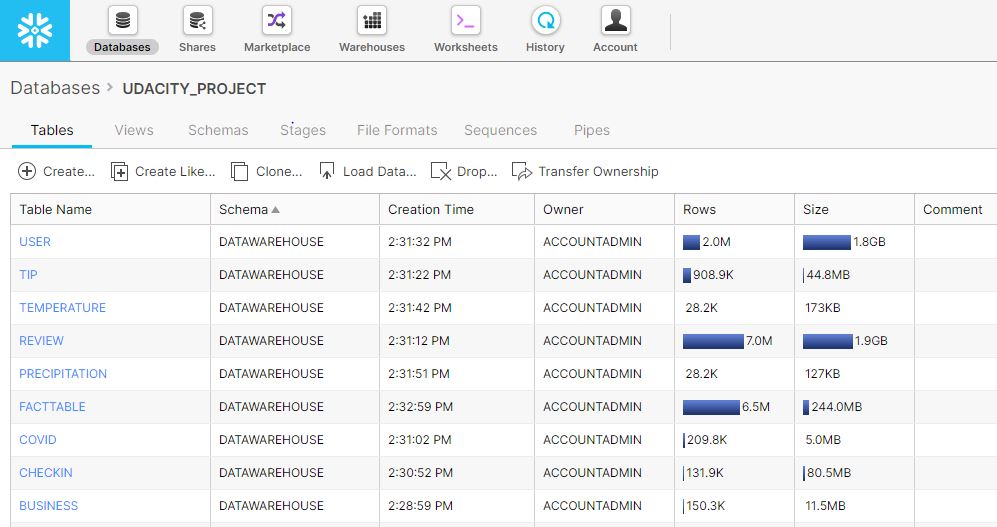 Databases Shares Marketplace Warehouses Worksheets History Account
Databases > UDACITY_PROJECT
Tables Views Schemas Stages File Formats Sequences Pipes
Create... Create Like... Clone... Load Data... Drop... Transfer Ownership
Table Name Schema Creation Time Owner Rows Size Comment
USER DATAWAREHOUSE 2:31:32 PM ACCOUNTADMIN 2.0M 1.8GB
TIP DATAWAREHOUSE 2:31:22 PM ACCOUNTADMIN 908.9K 44.8MB
TEMPERATURE DATAWAREHOUSE 2:31:42 PM ACCOUNTADMIN 28.2K 173KB
REVIEW DATAWAREHOUSE 2:31:12 PM ACCOUNTADMIN 7.0M 1.9GB
PRECIPITATION DATAWAREHOUSE 2:31:51 PM ACCOUNTADMIN 28.2K 127KB
FACTTABLE DATAWAREHOUSE 2:32:59 PM ACCOUNTADMIN 6.5M 244.0MB
COVID DATAWAREHOUSE 2:31:02 PM ACCOUNTADMIN 209.8K 5.0MB
CHECKIN DATAWAREHOUSE 2:30:52 PM ACCOUNTADMIN 131.9K 80.5MB
BUSINESS DATAWAREHOUSE 2:28:59 PM ACCOUNTADMIN 150.3K 11.5MB